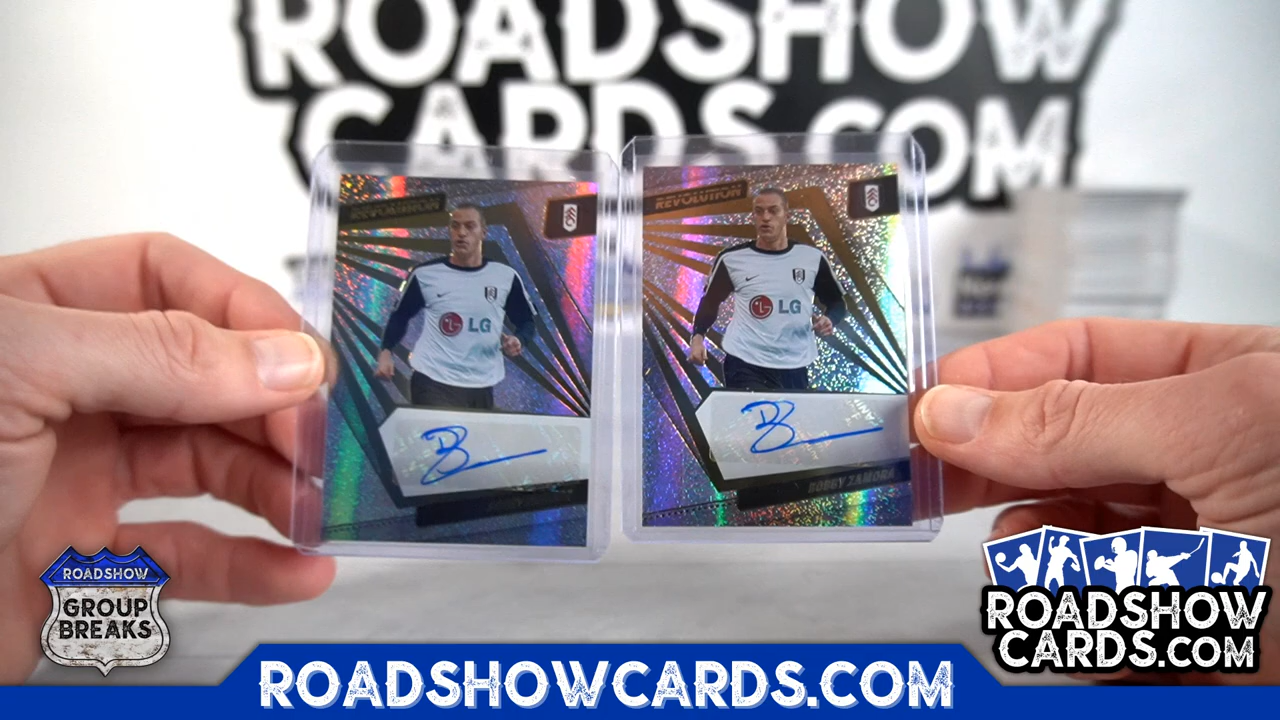 ROADSHOW
CARDS.COM
REVOLUTION
REVOLUTION
LG
LG
BOBBY ZAMORA
ROADSHOW
GROUP
BREAKS
ROADSHOW
CARDS.COM
ROADSHOWCARDS.COM